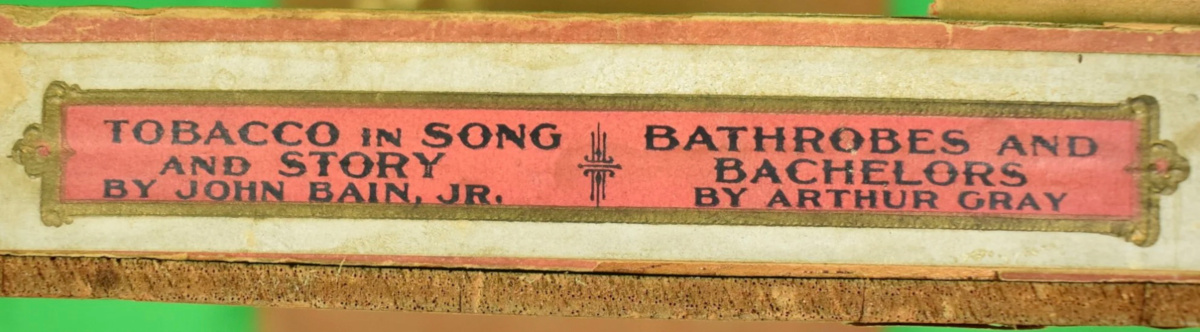 TOBACCO IN SONG
AND STORY
BY JOHN BAIN, JR.
BATHROBES AND
BACHELORS
BY ARTHUR GRAY